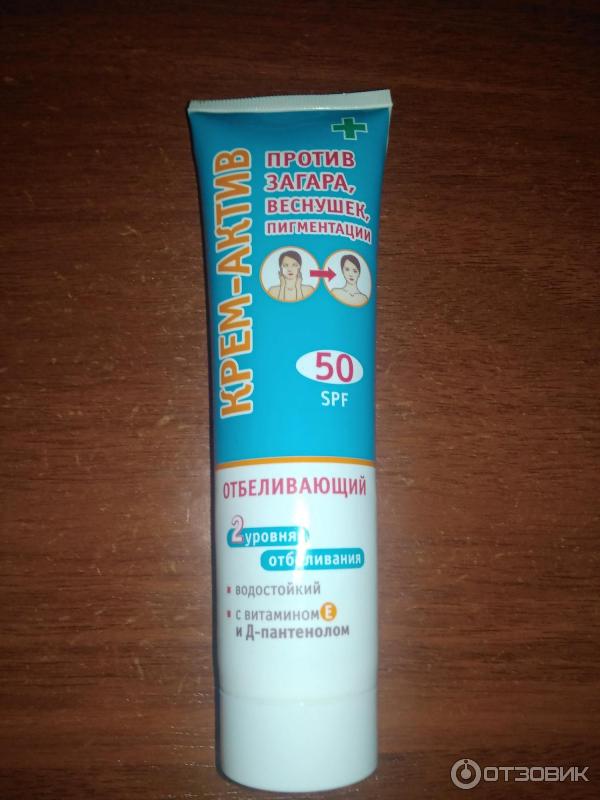 КРЕМ-АКТИВ
ПРОТИВ
ЗАГАРА,
ВЕСНУШЕК,
ПИГМЕНТАЦИИ
50
SPF
ОТБЕЛИВАЮЩИЙ
2 уровня
отбеливания
• водостойкий
• с витамином Е
и Д-пантенолом
ОТЗОВИК